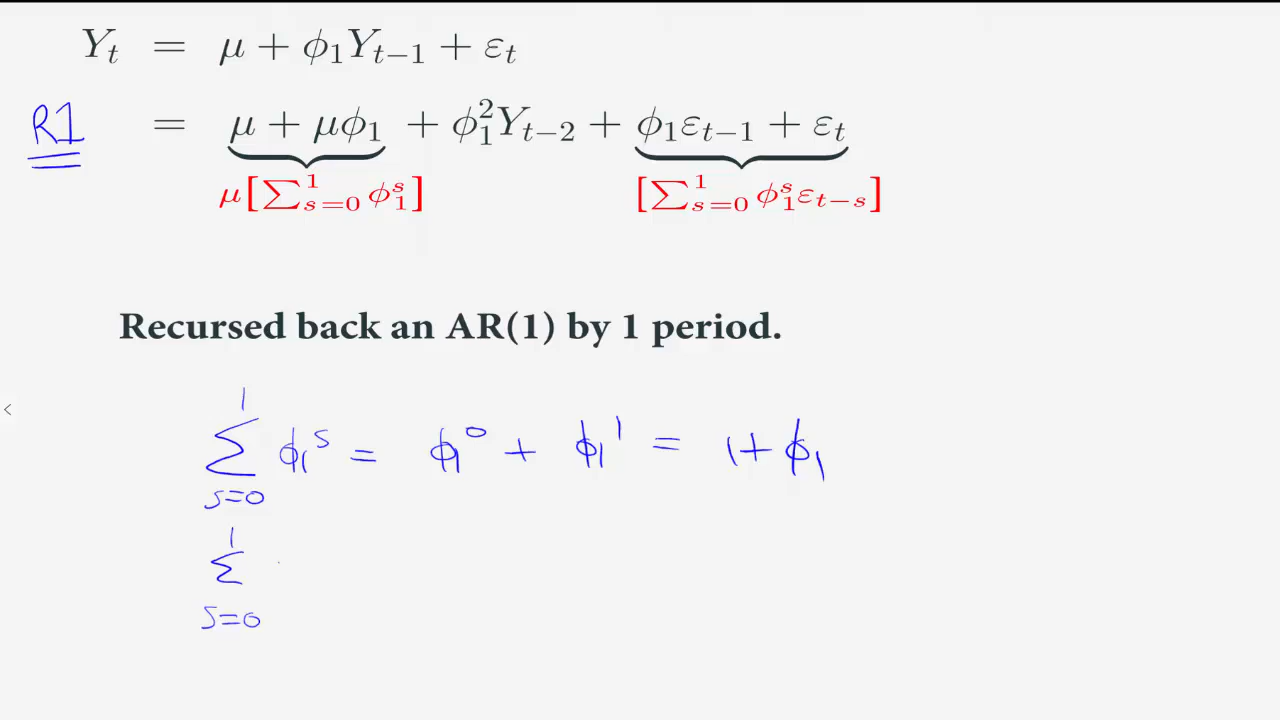 Y_t = μ + ϕ_1 Y_{t−1} + ε_t
R1 = μ + μϕ_1 + ϕ_1^2 Y_{t−2} + ϕ_1 ε_{t−1} + ε_t
μ[∑_{s=0}^{1} ϕ_1^s] [∑_{s=0}^{1} ϕ_1^s ε_{t−s}]
Recursed back an AR(1) by 1 period.
∑_{s=0}^{1} ϕ_1^s = ϕ_1^0 + ϕ_1^1 = 1 + ϕ_1
∑_{s=0}^{1}